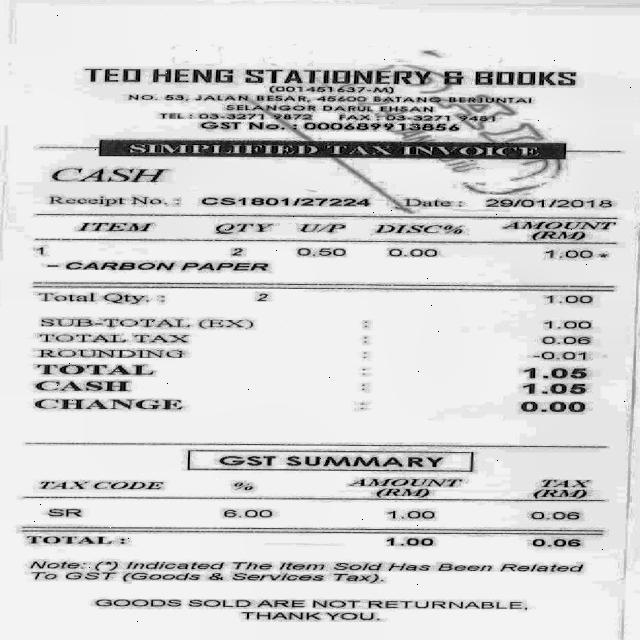 TEO HENG STATIONERY & BOOKS
(001451637-M)
NO. 53, JALAN BESAR, 45600 BATANG BERJUNTAI
SELANGOR DARUL EHSAN
TEL : 03-3271 9872 FAX : 03-3271 9481
GST No. : 000689913856
SIMPLIFIED TAX INVOICE
CASH
Receipt No. : CS1801/27224 Date : 29/01/2018
ITEM QTY U/P DISC% AMOUNT (RM)
1 2 0.50 0.00 1.00 *
- CARBON PAPER
Total Qty. : 2 1.00
SUB-TOTAL (EX) : 1.00
TOTAL TAX : 0.06
ROUNDING : -0.01
TOTAL : 1.05
CASH : 1.05
CHANGE : 0.00
GST SUMMARY
TAX CODE % AMOUNT (RM) TAX (RM)
SR 6.00 1.00 0.06
TOTAL : 1.00 0.06
Note: (*) Indicated The Item Sold Has Been Related
To GST (Goods & Services Tax).
GOODS SOLD ARE NOT RETURNABLE,
THANK YOU.